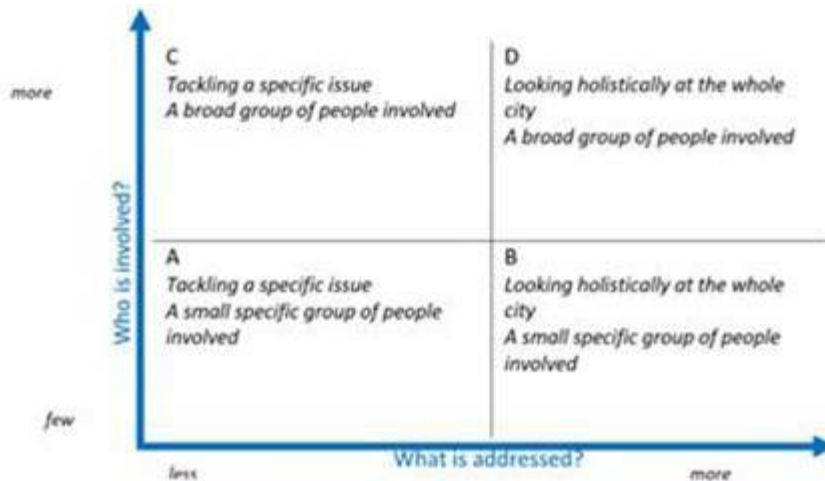 C
Tackling a specific issue
A broad group of people involved
D
Looking holistically at the whole
city
A broad group of people involved
more
Who is involved?
A
Tackling a specific issue
A small specific group of people
involved
B
Looking holistically at the whole
city
A small specific group of people
involved
few
What is addressed?
less
more